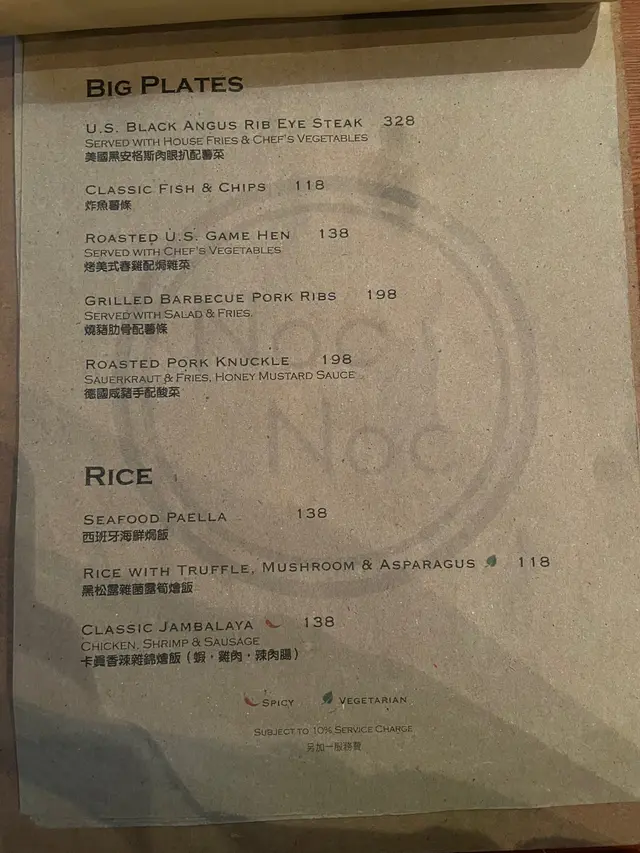 BIG PLATES
U.S. BLACK ANGUS RIB EYE STEAK 328
SERVED WITH HOUSE FRIES & CHEF'S VEGETABLES
美國黑安格斯肉眼扒配薯菜
CLASSIC FISH & CHIPS 118
炸魚薯條
ROASTED U.S. GAME HEN 138
SERVED WITH CHEF'S VEGETABLES
烤美式春雞配焗雜菜
GRILLED BARBECUE PORK RIBS 198
SERVED WITH SALAD & FRIES.
燒豬肋骨配薯條
ROASTED PORK KNUCKLE 198
SAUERKRAUT & FRIES, HONEY MUSTARD SAUCE
德國咸豬手配酸菜
Noc
Noc
RICE
SEAFOOD PAELLA 138
西班牙海鮮焗飯
RICE WITH TRUFFLE, MUSHROOM & ASPARAGUS 118
黑松露雜菌露筍燴飯
CLASSIC JAMBALAYA 138
CHICKEN, SHRIMP & SAUSAGE
卡真香辣雜錦燴飯（蝦，雞肉，辣肉腸）
SPICY VEGETARIAN
SUBJECT TO 10% SERVICE CHARGE
另加一服務費